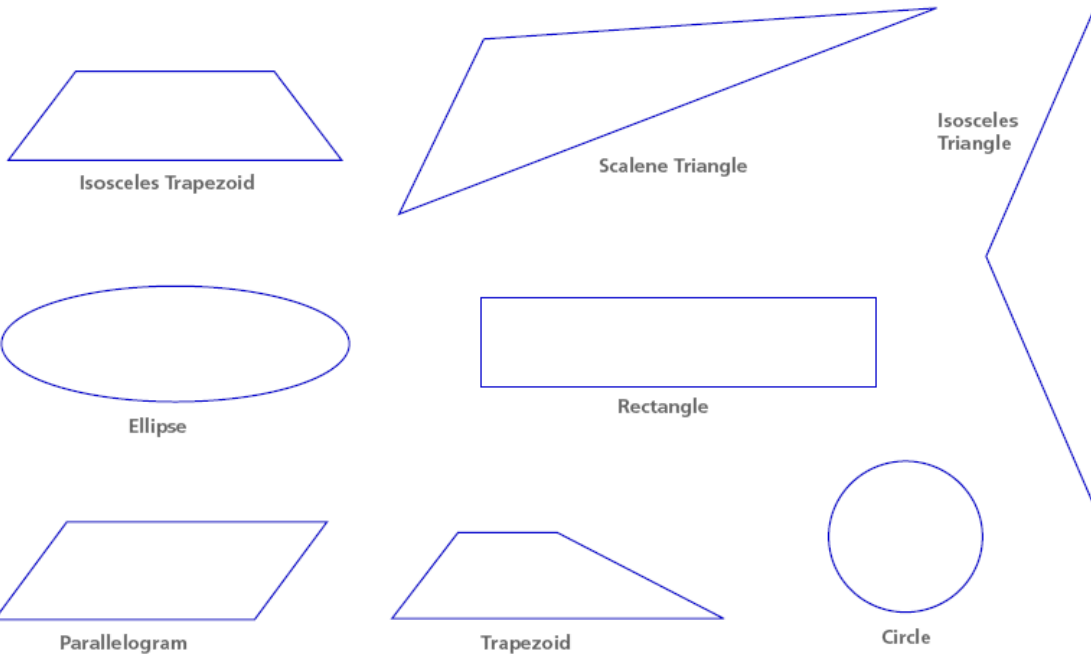 Isosceles
Triangle
Scalene Triangle
Isosceles Trapezoid
Rectangle
Ellipse
Circle
Parallelogram
Trapezoid